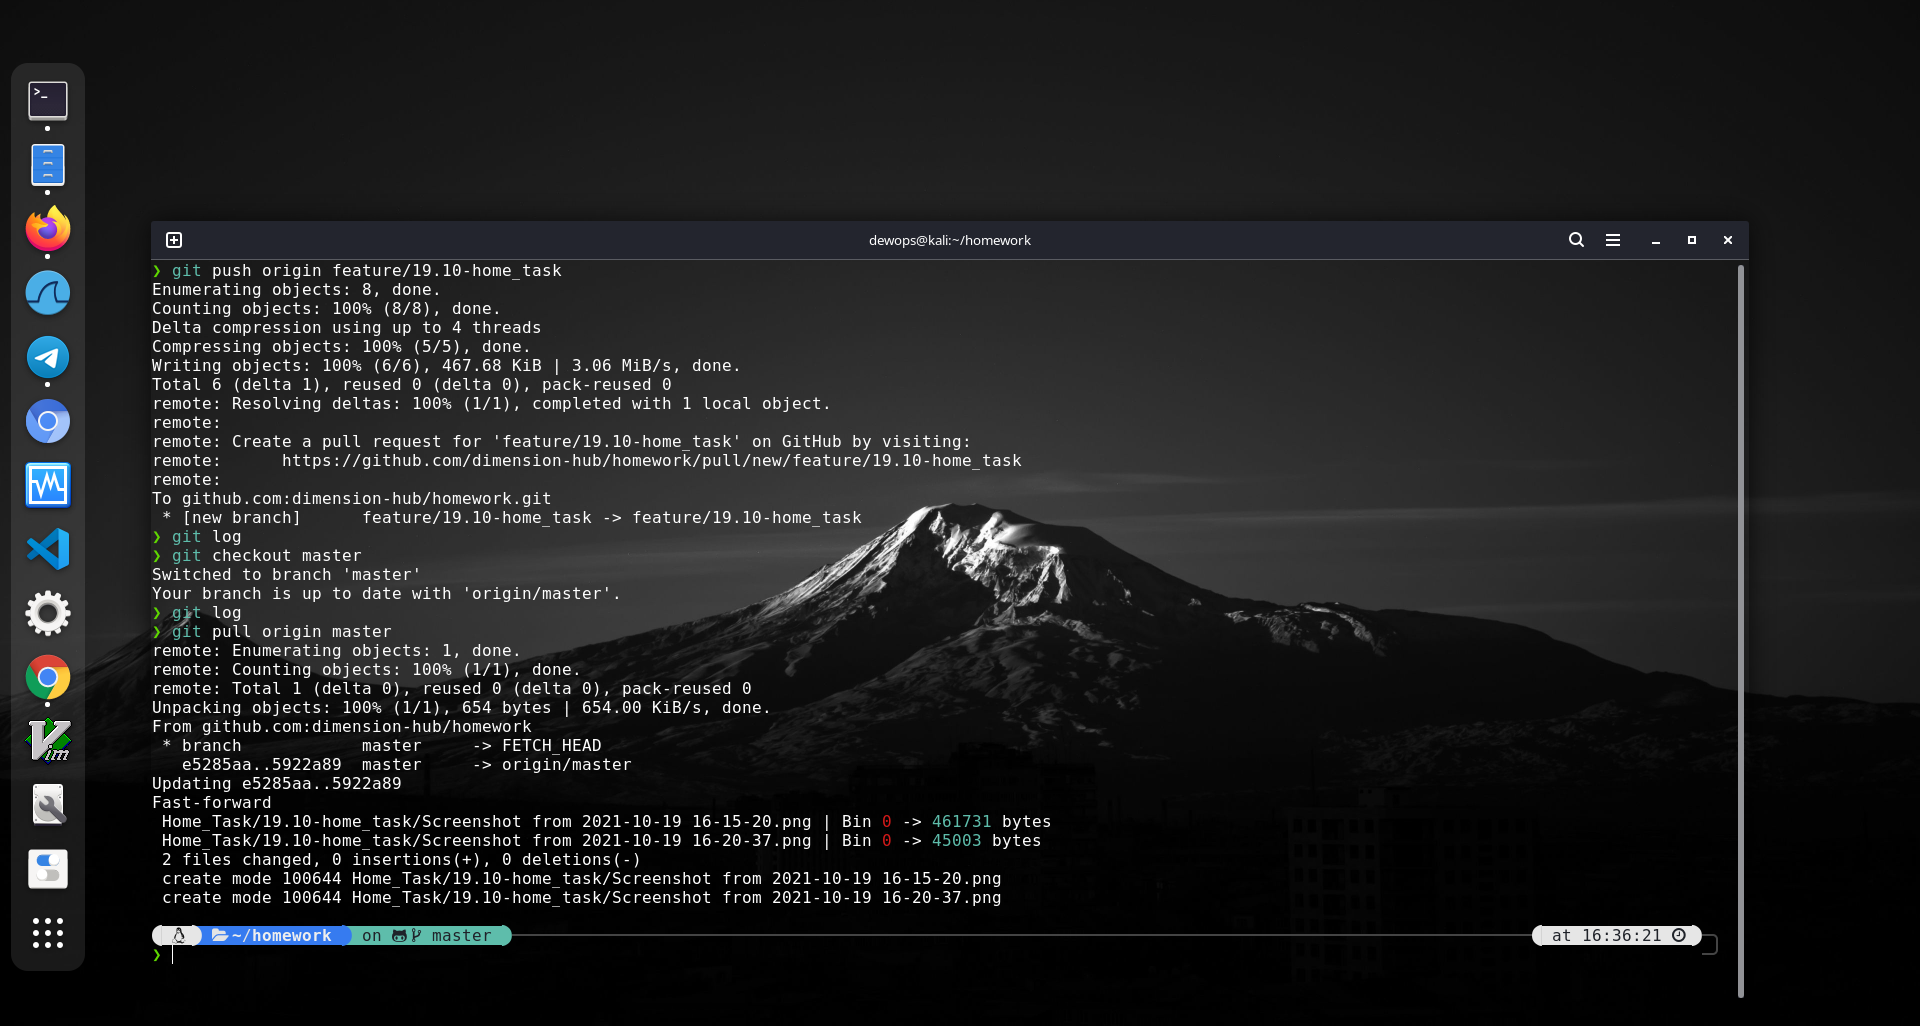 dewops@kali:~/homework
❯ git push origin feature/19.10-home_task
Enumerating objects: 8, done.
Counting objects: 100% (8/8), done.
Delta compression using up to 4 threads
Compressing objects: 100% (5/5), done.
Writing objects: 100% (6/6), 467.68 KiB | 3.06 MiB/s, done.
Total 6 (delta 1), reused 0 (delta 0), pack-reused 0
remote: Resolving deltas: 100% (1/1), completed with 1 local object.
remote:
remote: Create a pull request for 'feature/19.10-home_task' on GitHub by visiting:
remote:      https://github.com/dimension-hub/homework/pull/new/feature/19.10-home_task
remote:
To github.com:dimension-hub/homework.git
 * [new branch]      feature/19.10-home_task -> feature/19.10-home_task
❯ git log
❯ git checkout master
Switched to branch 'master'
Your branch is up to date with 'origin/master'.
❯ git log
❯ git pull origin master
remote: Enumerating objects: 1, done.
remote: Counting objects: 100% (1/1), done.
remote: Total 1 (delta 0), reused 0 (delta 0), pack-reused 0
Unpacking objects: 100% (1/1), 654 bytes | 654.00 KiB/s, done.
From github.com:dimension-hub/homework
 * branch            master     -> FETCH_HEAD
   e5285aa..5922a89  master     -> origin/master
Updating e5285aa..5922a89
Fast-forward
 Home_Task/19.10-home_task/Screenshot from 2021-10-19 16-15-20.png | Bin 0 -> 461731 bytes
 Home_Task/19.10-home_task/Screenshot from 2021-10-19 16-20-37.png | Bin 0 -> 45003 bytes
 2 files changed, 0 insertions(+), 0 deletions(-)
 create mode 100644 Home_Task/19.10-home_task/Screenshot from 2021-10-19 16-15-20.png
 create mode 100644 Home_Task/19.10-home_task/Screenshot from 2021-10-19 16-20-37.png
~/homework on master at 16:36:21
❯
>_
Vim